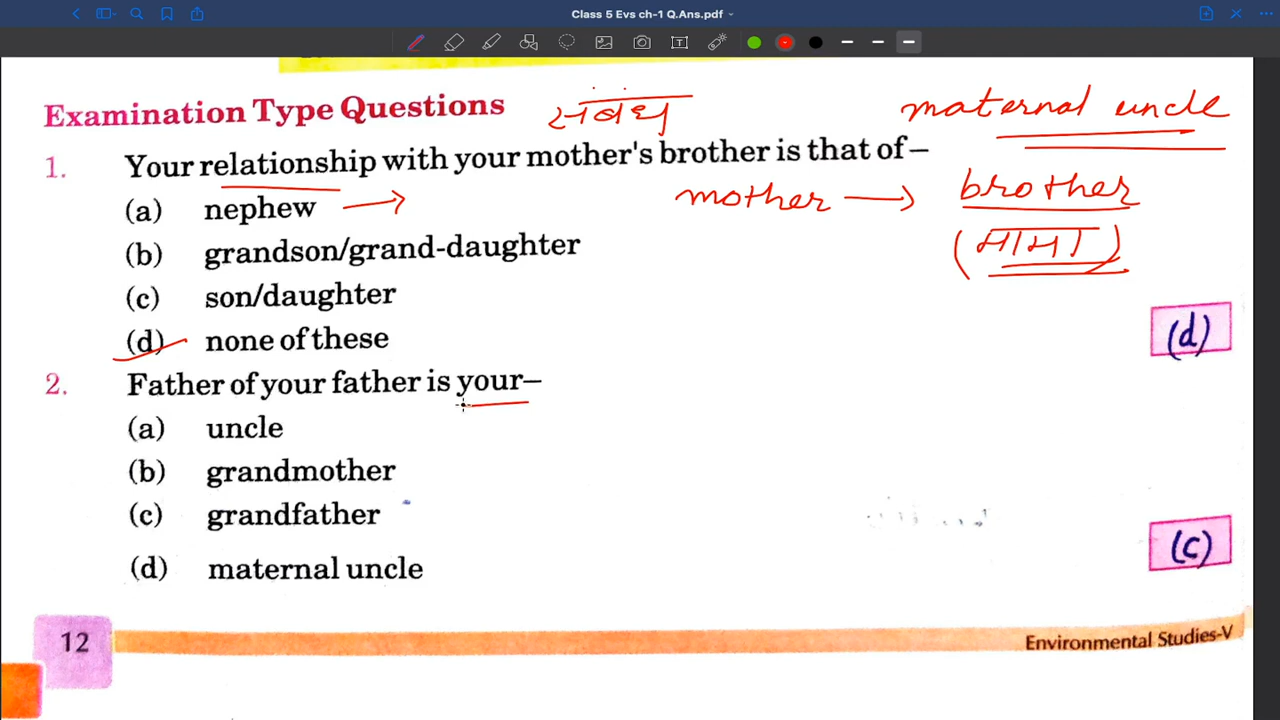 Class 5 Evs ch-1 Q.Ans.pdf
Examination Type Questions
संबंध
maternal uncle
1. Your relationship with your mother's brother is that of–
(a) nephew
mother → brother
(b) grandson/grand-daughter
(मामा)
(c) son/daughter
(d) none of these
(d)
2. Father of your father is your–
(a) uncle
(b) grandmother
(c) grandfather
(c)
(d) maternal uncle
12
Environmental Studies-V